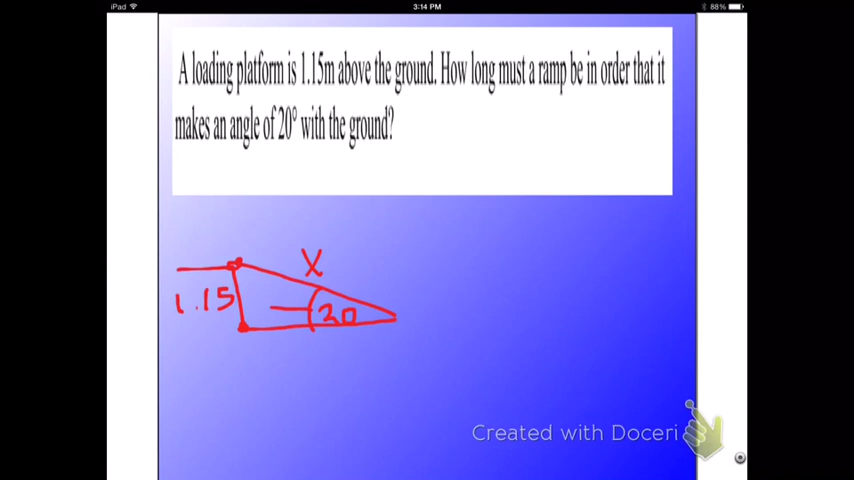 iPad 3:14 PM 88%
A loading platform is 1.15m above the ground. How long must a ramp be in order that it
makes an angle of 20° with the ground?
X
1.15
20
Created with Doceri